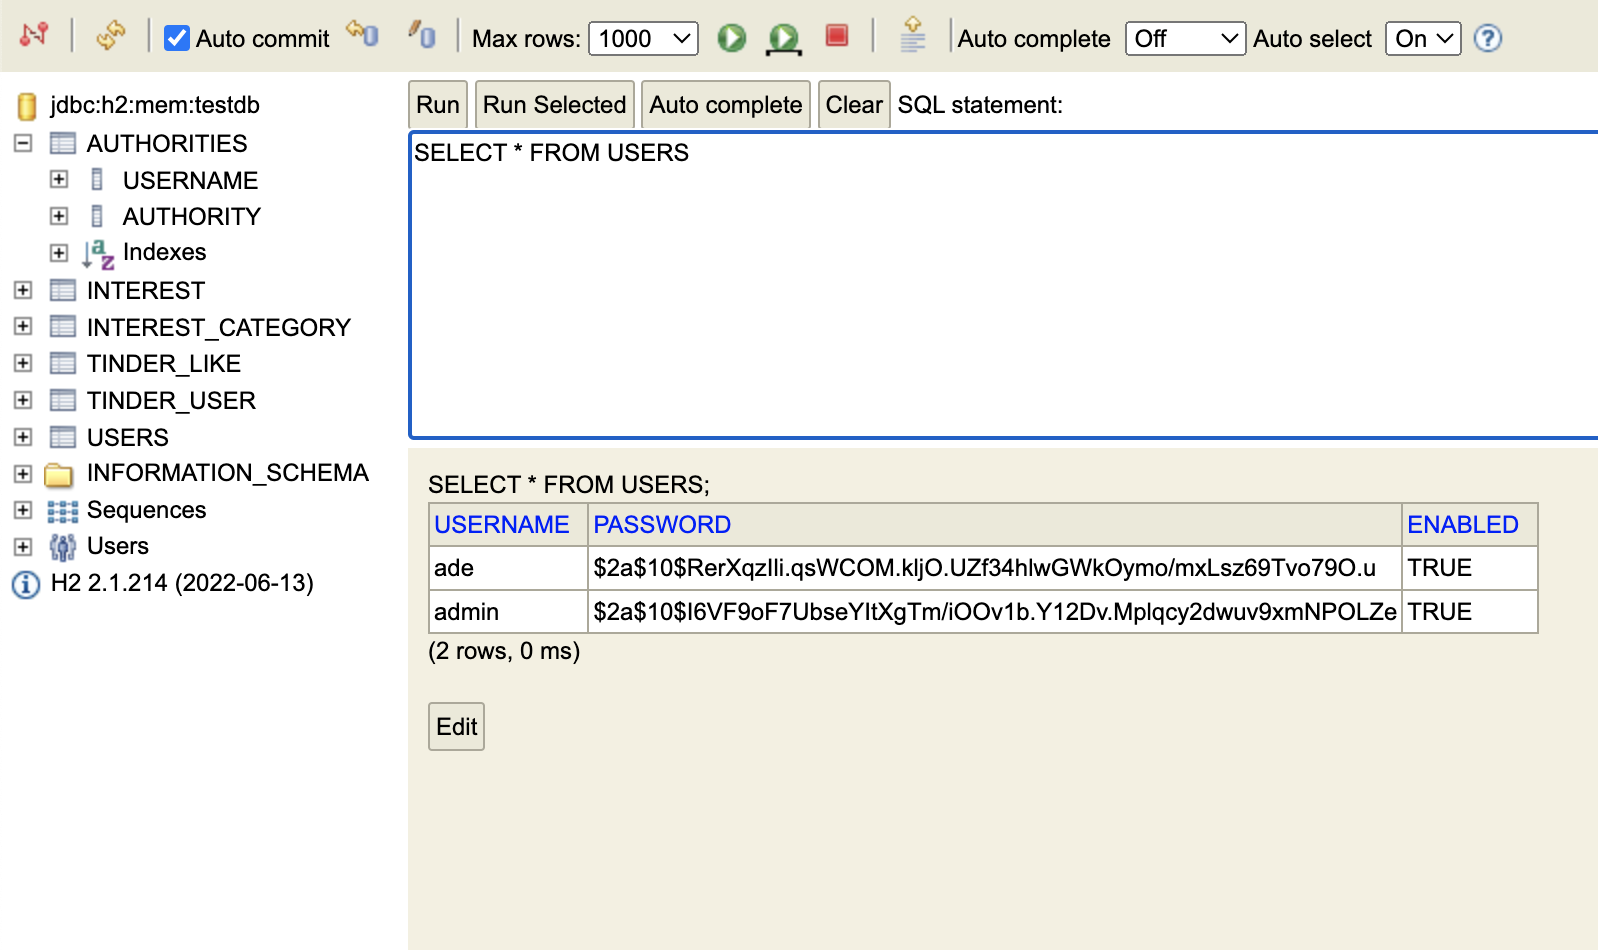 Auto commit Max rows: 1000 Auto complete Off Auto select On ?
jdbc:h2:mem:testdb
AUTHORITIES
USERNAME
AUTHORITY
Indexes
INTEREST
INTEREST_CATEGORY
TINDER_LIKE
TINDER_USER
USERS
INFORMATION_SCHEMA
Sequences
Users
H2 2.1.214 (2022-06-13)
Run Run Selected Auto complete Clear SQL statement:
SELECT * FROM USERS
SELECT * FROM USERS;
USERNAME PASSWORD ENABLED
ade $2a$10$RerXqzIli.qsWCOM.kljO.UZf34hlwGWkOymo/mxLsz69Tvo79O.u TRUE
admin $2a$10$I6VF9oF7UbseYItXgTm/iOOv1b.Y12Dv.Mplqcy2dwuv9xmNPOLZe TRUE
(2 rows, 0 ms)
Edit